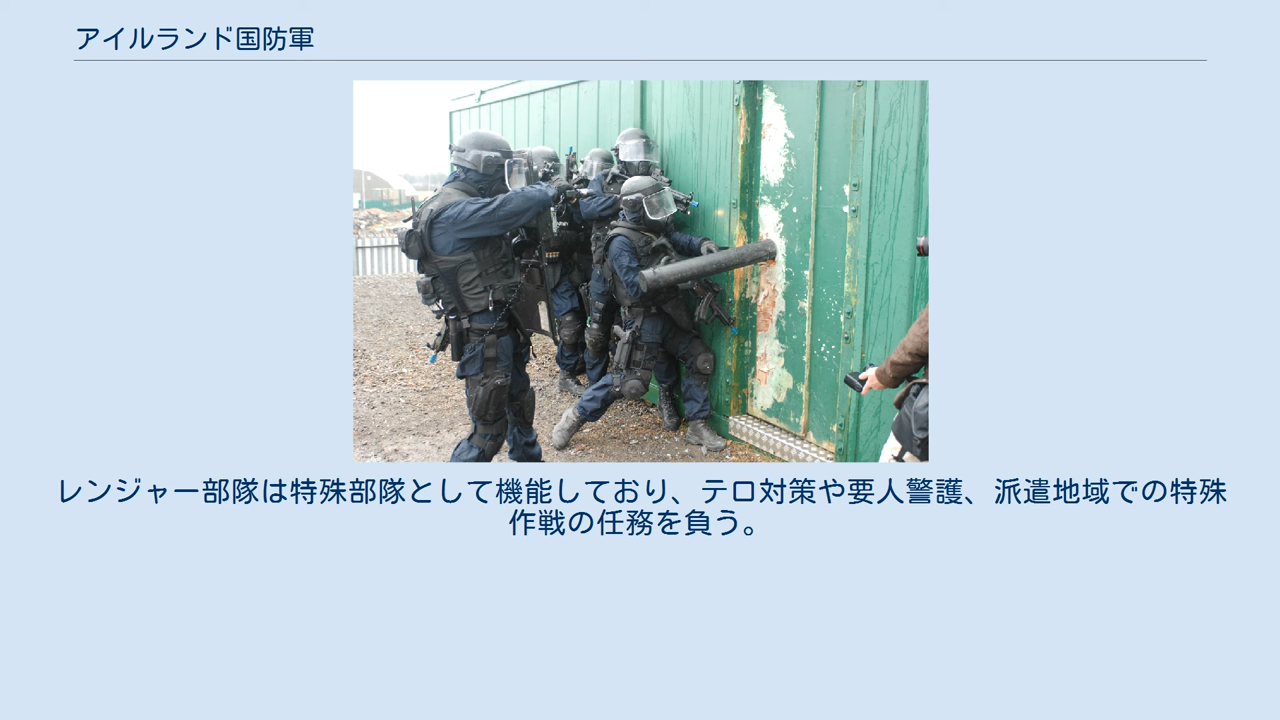 アイルランド国防軍
レンジャー部隊は特殊部隊として機能しており、テロ対策や要人警護、派遣地域での特殊
作戦の任務を負う。